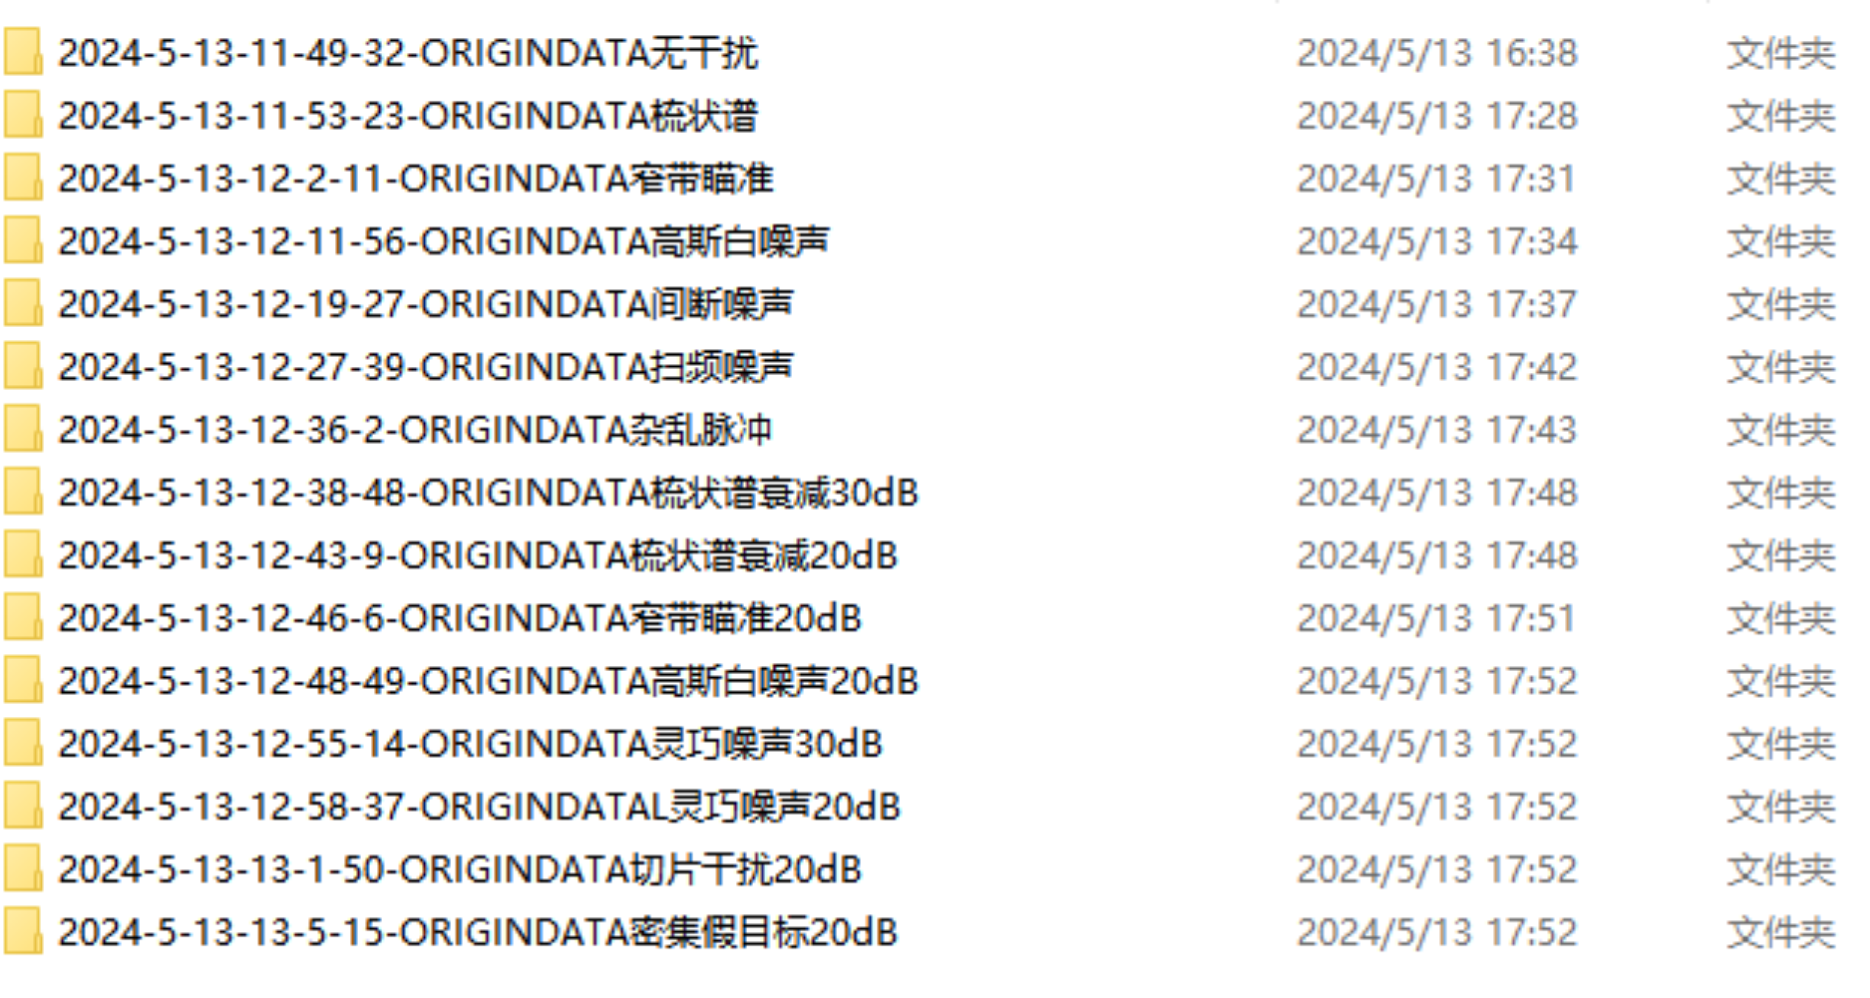 2024-5-13-11-49-32-ORIGINDATA无干扰 2024/5/13 16:38 文件夹
2024-5-13-11-53-23-ORIGINDATA梳状谱 2024/5/13 17:28 文件夹
2024-5-13-12-2-11-ORIGINDATA窄带瞄准 2024/5/13 17:31 文件夹
2024-5-13-12-11-56-ORIGINDATA高斯白噪声 2024/5/13 17:34 文件夹
2024-5-13-12-19-27-ORIGINDATA间断噪声 2024/5/13 17:37 文件夹
2024-5-13-12-27-39-ORIGINDATA扫频噪声 2024/5/13 17:42 文件夹
2024-5-13-12-36-2-ORIGINDATA杂乱脉冲 2024/5/13 17:43 文件夹
2024-5-13-12-38-48-ORIGINDATA梳状谱衰减30dB 2024/5/13 17:48 文件夹
2024-5-13-12-43-9-ORIGINDATA梳状谱衰减20dB 2024/5/13 17:48 文件夹
2024-5-13-12-46-6-ORIGINDATA窄带瞄准20dB 2024/5/13 17:51 文件夹
2024-5-13-12-48-49-ORIGINDATA高斯白噪声20dB 2024/5/13 17:52 文件夹
2024-5-13-12-55-14-ORIGINDATA灵巧噪声30dB 2024/5/13 17:52 文件夹
2024-5-13-12-58-37-ORIGINDATAL灵巧噪声20dB 2024/5/13 17:52 文件夹
2024-5-13-13-1-50-ORIGINDATA切片干扰20dB 2024/5/13 17:52 文件夹
2024-5-13-13-5-15-ORIGINDATA密集假目标20dB 2024/5/13 17:52 文件夹